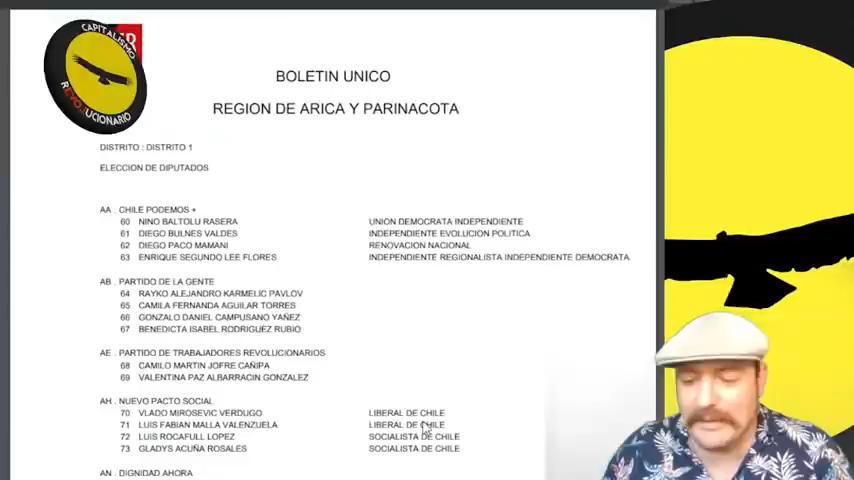 CAPITALISMO
REVOLUCIONARIO
BOLETIN UNICO
REGION DE ARICA Y PARINACOTA
DISTRITO : DISTRITO 1
ELECCION DE DIPUTADOS
AA . CHILE PODEMOS +
60 NINO BALTOLU RASERA UNION DEMOCRATA INDEPENDIENTE
61 DIEGO BULNES VALDES INDEPENDIENTE EVOLUCION POLITICA
62 DIEGO PACO MAMANI RENOVACION NACIONAL
63 ENRIQUE SEGUNDO LEE FLORES INDEPENDIENTE REGIONALISTA INDEPENDIENTE DEMOCRATA
AB . PARTIDO DE LA GENTE
64 RAYKO ALEJANDRO KARMELIC PAVLOV
65 CAMILA FERNANDA AGUILAR TORRES
66 GONZALO DANIEL CAMPUSANO YAÑEZ
67 BENEDICTA ISABEL RODRIGUEZ RUBIO
AE . PARTIDO DE TRABAJADORES REVOLUCIONARIOS
68 CAMILO MARTIN JOFRE CAÑIPA
69 VALENTINA PAZ ALBARRACIN GONZALEZ
AH . NUEVO PACTO SOCIAL
70 VLADO MIROSEVIC VERDUGO LIBERAL DE CHILE
71 LUIS FABIAN MALLA VALENZUELA LIBERAL DE CHILE
72 LUIS ROCAFULL LOPEZ SOCIALISTA DE CHILE
73 GLADYS ACUÑA ROSALES SOCIALISTA DE CHILE
AN . DIGNIDAD AHORA